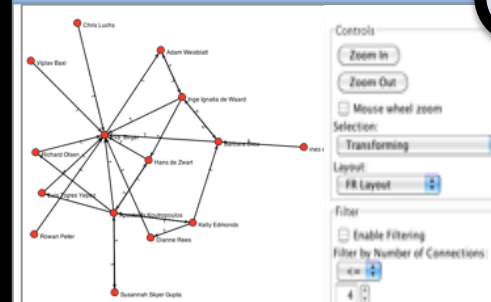 Chris Luchs
Adam Weisblatt
Viplav Baxi
Inge Ignatia de Waard
Richard Olsen
Hans de Zwart
Rowan Peter
Kelly Edmonds
Dianne Rees
Susannah Skyer Gupta
Controls
Zoom In
Zoom Out
Mouse wheel zoom
Selection:
Transforming
Layout:
FR Layout
Filter
Enable Filtering
Filter by Number of Connections:
<=
4